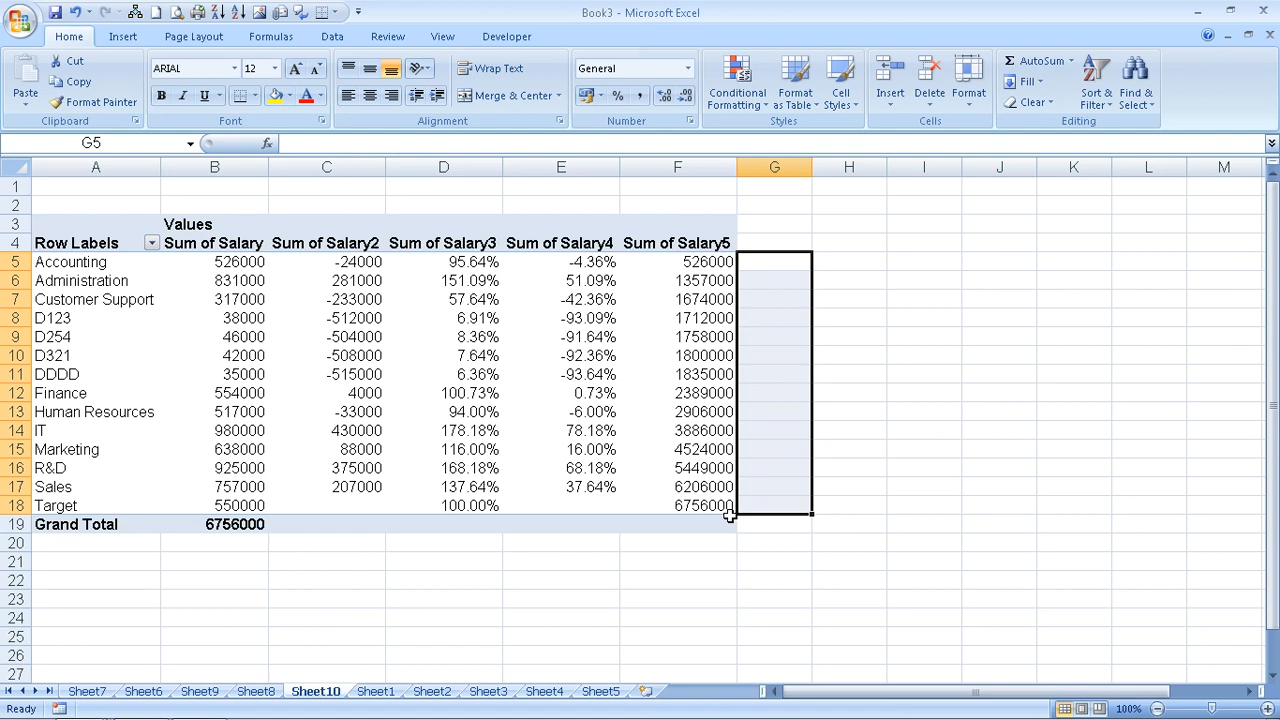 Book3 - Microsoft Excel
Home Insert Page Layout Formulas Data Review View Developer
Paste
Cut
Copy
Format Painter
Clipboard
ARIAL 12
B I U A
Font
Wrap Text
Merge & Center
Alignment
General
% ,
Number
Conditional Formatting
Format as Table
Cell Styles
Styles
Insert Delete Format
Cells
Σ AutoSum
Fill
Clear
Sort & Filter
Find & Select
Editing
G5 fx
A B C D E F G H I J K L M
1
2
3 Values
4 Row Labels Sum of Salary Sum of Salary2 Sum of Salary3 Sum of Salary4 Sum of Salary5
5 Accounting 526000 -24000 95.64% -4.36% 526000
6 Administration 831000 281000 151.09% 51.09% 1357000
7 Customer Support 317000 -233000 57.64% -42.36% 1674000
8 D123 38000 -512000 6.91% -93.09% 1712000
9 D254 46000 -504000 8.36% -91.64% 1758000
10 D321 42000 -508000 7.64% -92.36% 1800000
11 DDDD 35000 -515000 6.36% -93.64% 1835000
12 Finance 554000 4000 100.73% 0.73% 2389000
13 Human Resources 517000 -33000 94.00% -6.00% 2906000
14 IT 980000 430000 178.18% 78.18% 3886000
15 Marketing 638000 88000 116.00% 16.00% 4524000
16 R&D 925000 375000 168.18% 68.18% 5449000
17 Sales 757000 207000 137.64% 37.64% 6206000
18 Target 550000 100.00% 6756000
19 Grand Total 6756000
20
21
22
23
24
25
26
27
Sheet7 Sheet6 Sheet9 Sheet8 Sheet10 Sheet1 Sheet2 Sheet3 Sheet4 Sheet5
Ready 100%